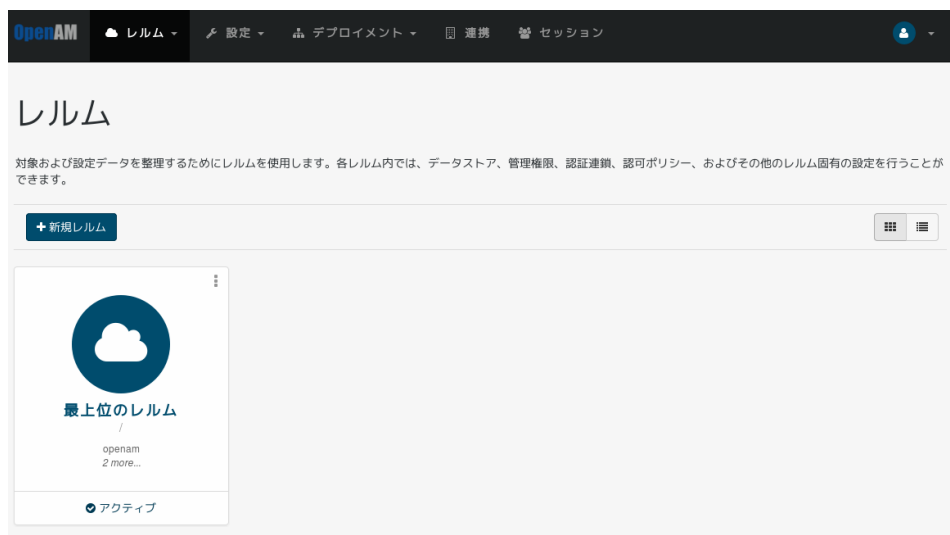 OpenAM レルム 設定 デプロイメント 連携 セッション
レルム
対象および設定データを整理するためにレルムを使用します。各レルム内では、データストア、管理権限、認証連鎖、認可ポリシー、およびその他のレルム固有の設定を行うことが
できます。
+ 新規レルム
最上位のレルム
/
openam
2 more...
アクティブ